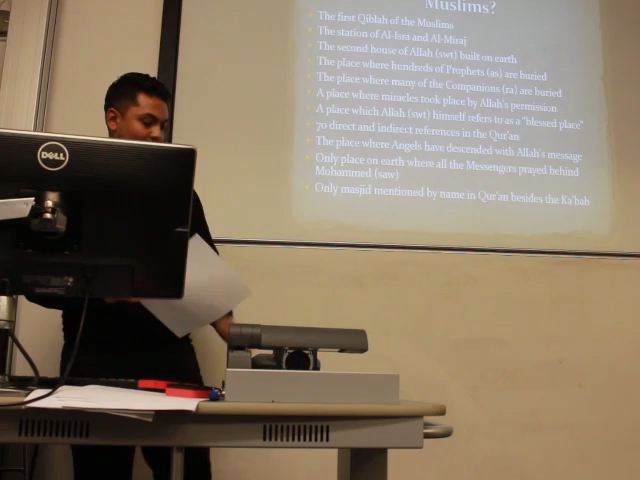 Muslims?
The first Qiblah of the Muslims
The station of Al-Isra and Al-Miraj
The second house of Allah (swt) built on earth
The place where hundreds of Prophets (as) are buried
The place where many of the Companions (ra) are buried
A place where miracles took place by Allah's permission
A place which Allah (swt) himself refers to as a "blessed place"
70 direct and indirect references in the Qur'an
The place where Angels have descended with Allah's message
Only place on earth where all the Messengers prayed behind
Mohammed (saw)
Only masjid mentioned by name in Qur'an besides the Ka'bah
DELL